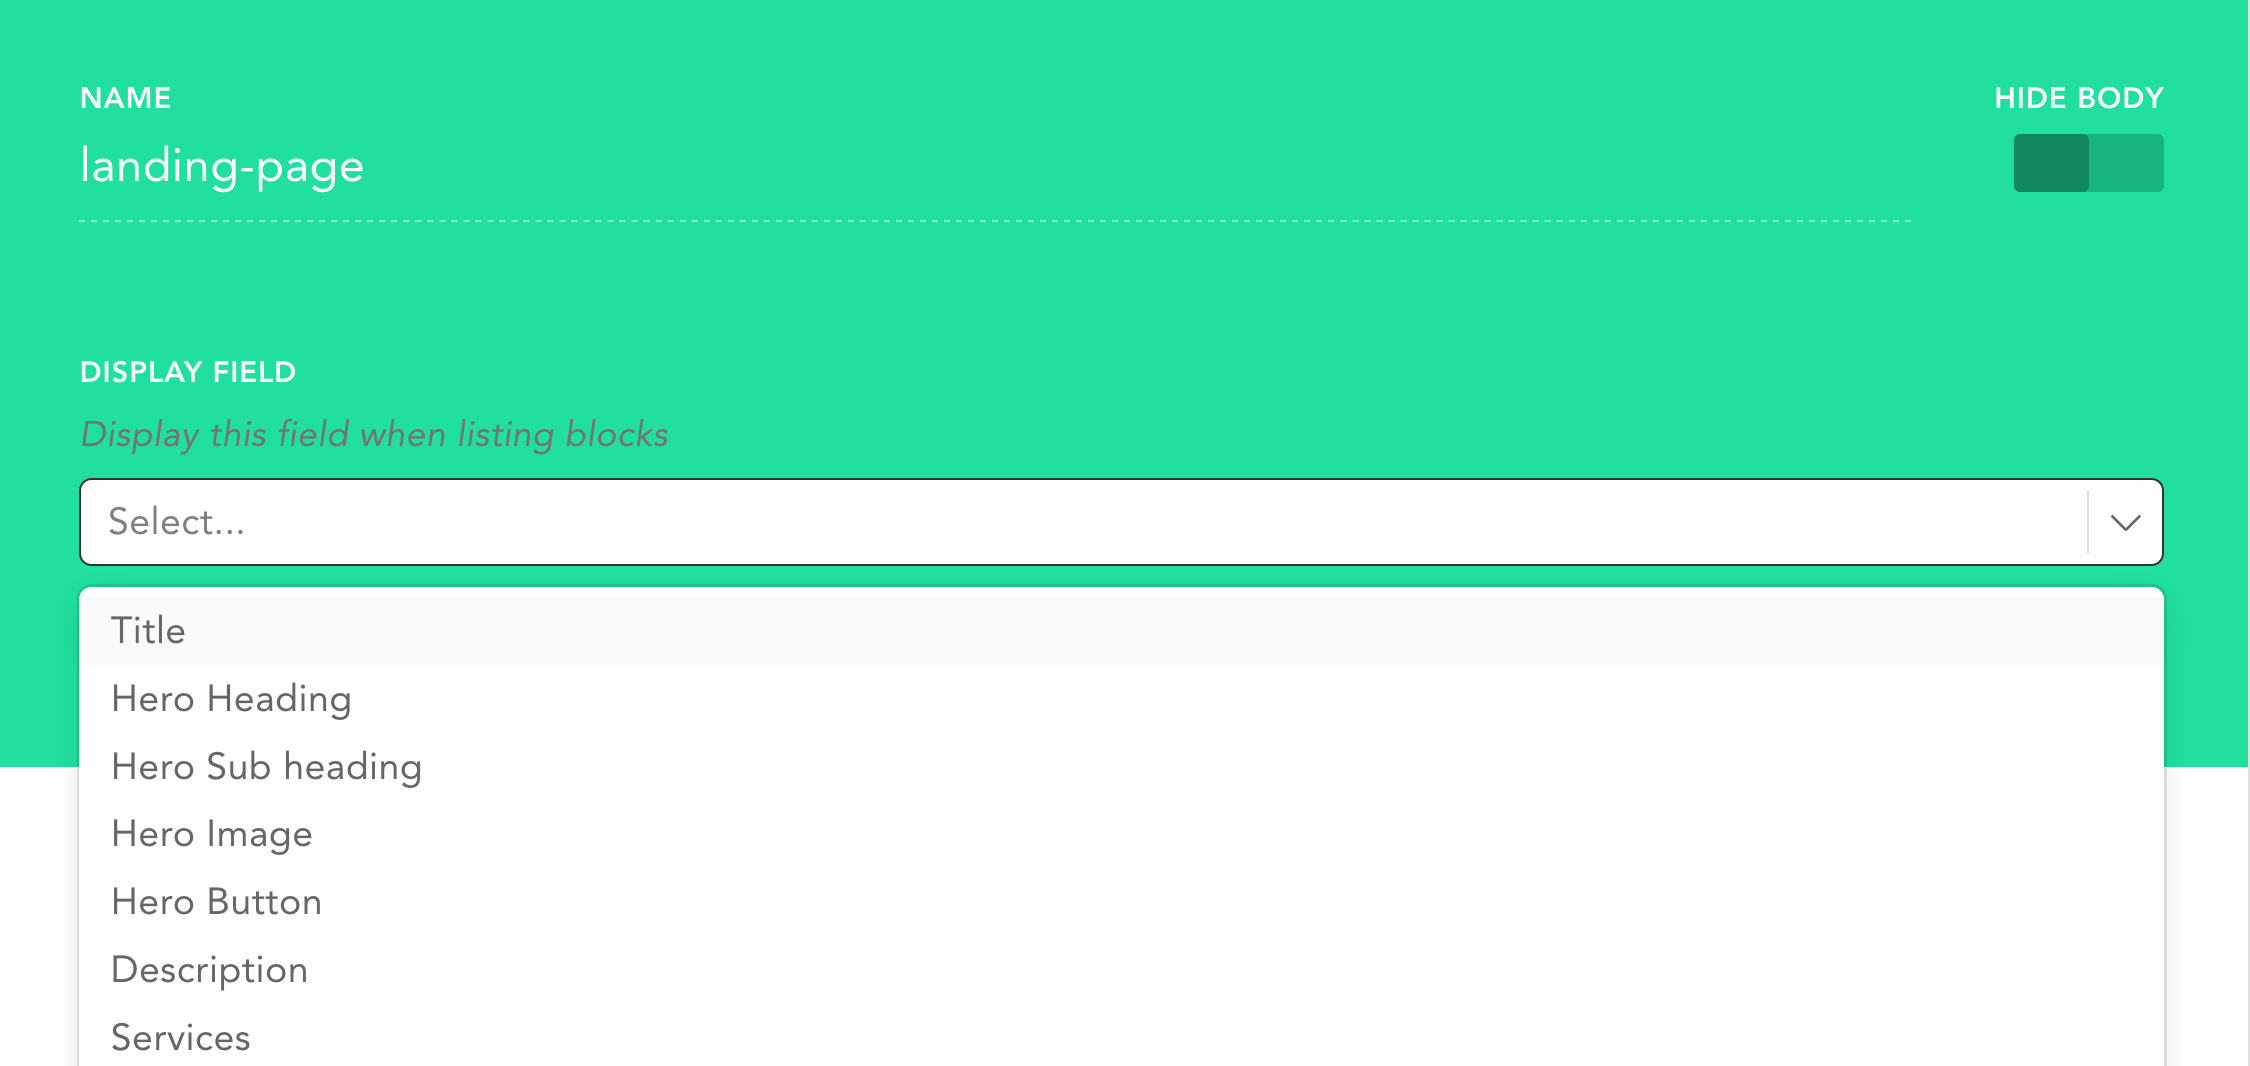 NAME
HIDE BODY
landing-page
DISPLAY FIELD
Display this field when listing blocks
Select...
Title
Hero Heading
Hero Sub heading
Hero Image
Hero Button
Description
Services